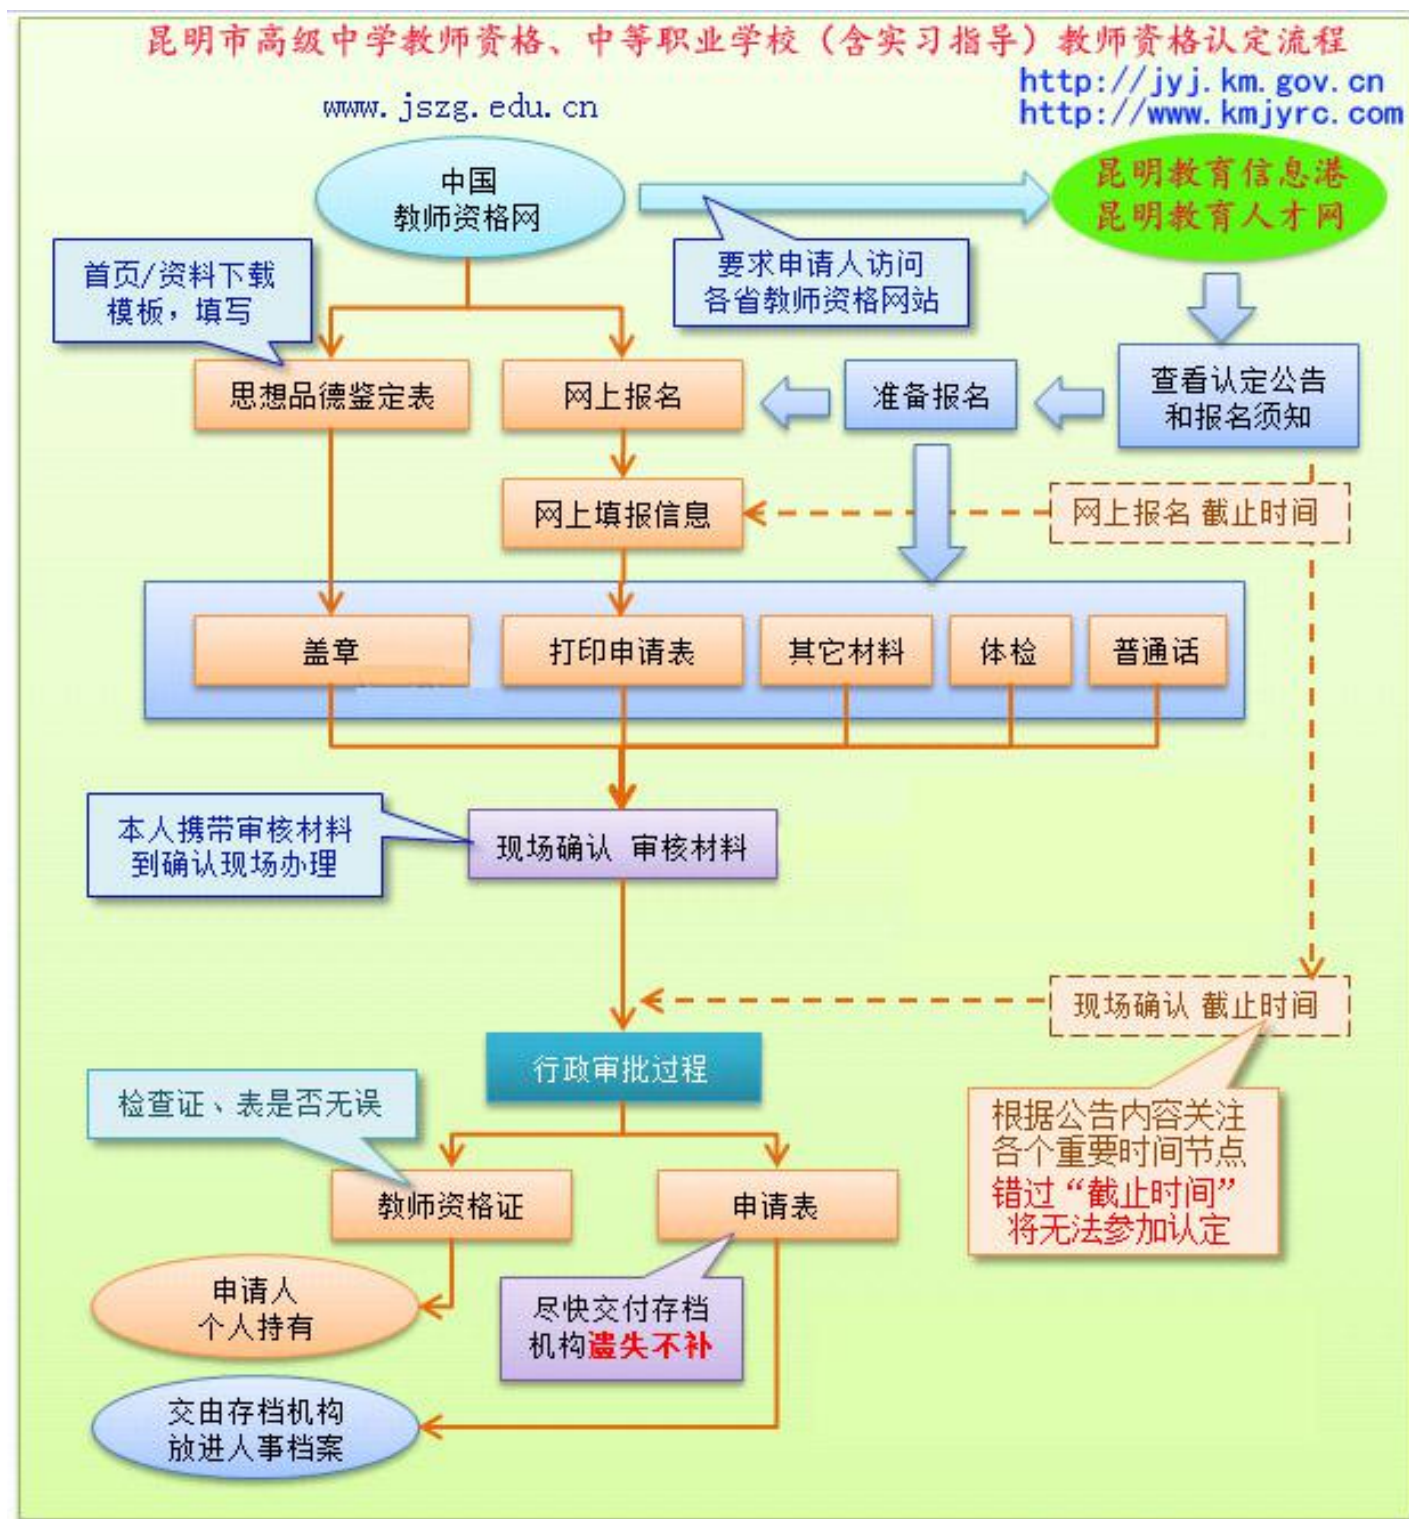 昆明市高级中学教师资格、中等职业学校（含实习指导）教师资格认定流程
http://jyj.km.gov.cn
www.jszg.edu.cn
http://www.kmjyrc.com
中国
教师资格网
昆明教育信息港
昆明教育人才网
首页/资料下载
模板，填写
要求申请人访问
各省教师资格网站
思想品德鉴定表
网上报名
准备报名
查看认定公告
和报名须知
网上填报信息
网上报名 截止时间
盖章
打印申请表
其它材料
体检
普通话
本人携带审核材料
到确认现场办理
现场确认 审核材料
现场确认 截止时间
行政审批过程
检查证、表是否无误
根据公告内容关注
各个重要时间节点
错过“截止时间”
将无法参加认定
教师资格证
申请表
申请人
个人持有
尽快交付存档
机构遗失不补
交由存档机构
放进人事档案